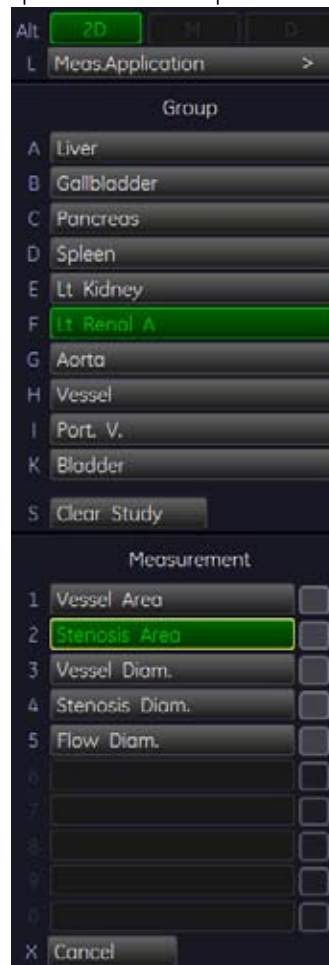 Alt 2D M D
L Meas.Application >
Group
A Liver
B Gallbladder
C Pancreas
D Spleen
E Lt Kidney
F Lt Renal A
G Aorta
H Vessel
I Port. V.
K Bladder
S Clear Study
Measurement
1 Vessel Area
2 Stenosis Area
3 Vessel Diam.
4 Stenosis Diam.
5 Flow Diam.
6
7
8
9
0
X Cancel